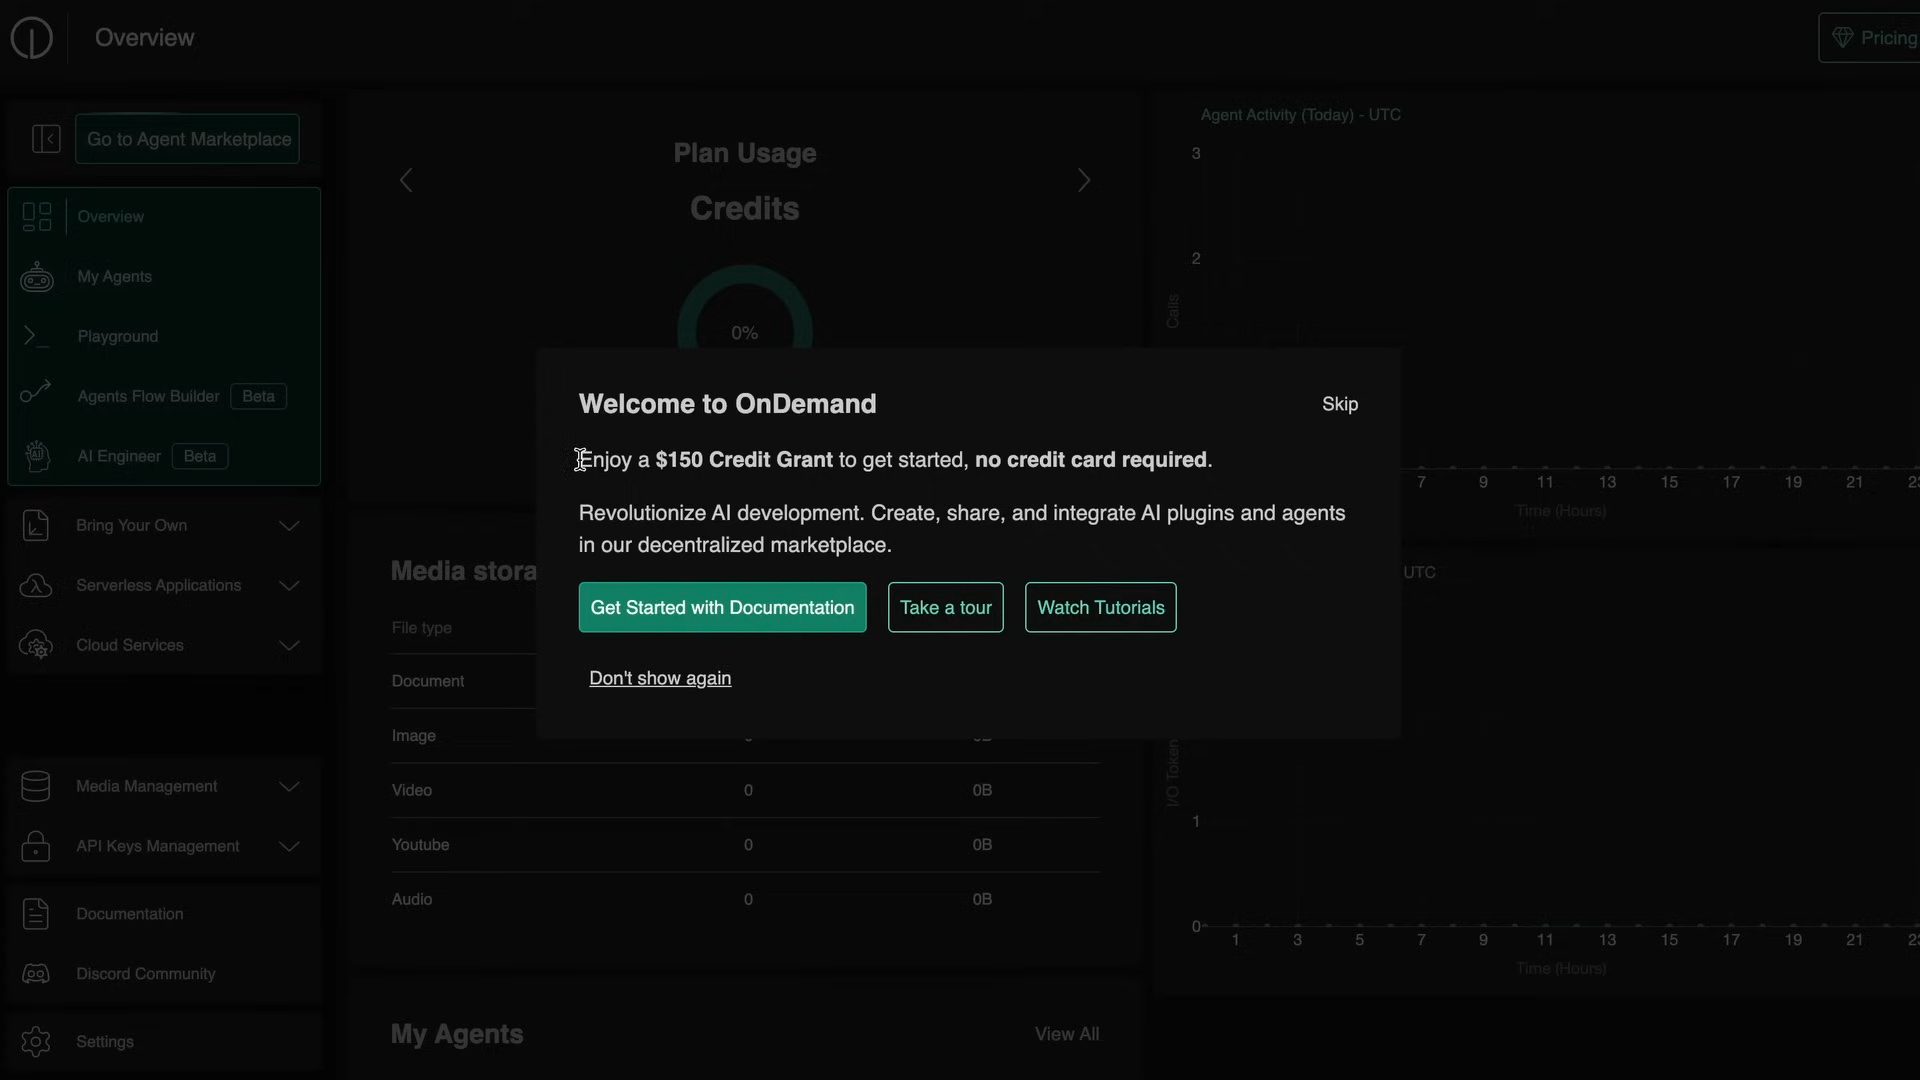 Overview
Pricing
Go to Agent Marketplace
Overview
My Agents
Playground
Agents Flow Builder Beta
AI Engineer Beta
Bring Your Own
Serverless Applications
Cloud Services
Media Management
API Keys Management
Documentation
Discord Community
Settings
Plan Usage
Credits
0%
Welcome to OnDemand
Skip
Enjoy a $150 Credit Grant to get started, no credit card required.
Revolutionize AI development. Create, share, and integrate AI plugins and agents
in our decentralized marketplace.
Get Started with Documentation
Take a tour
Watch Tutorials
Don't show again
Media stora
File type
Document
Image
Video 0 0B
Youtube 0 0B
Audio 0 0B
My Agents
View All
Agent Activity (Today) - UTC
3
2
Calls
7 9 11 13 15 17 19 21
Time (Hours)
UTC
I/O Token
1
0
1 3 5 7 9 11 13 15 17 19 21
Time (Hours)